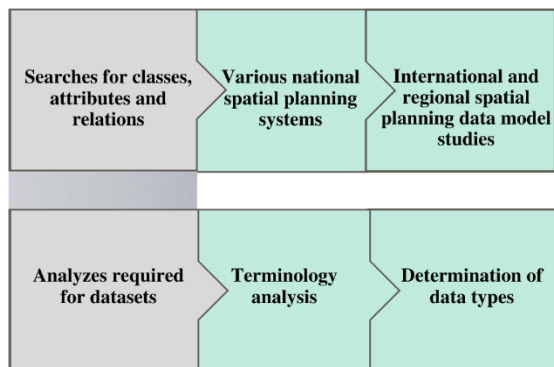 Searches for classes,
attributes and
relations
Various national
spatial planning
systems
International and
regional spatial
planning data model
studies
Analyzes required
for datasets
Terminology
analysis
Determination of
data types